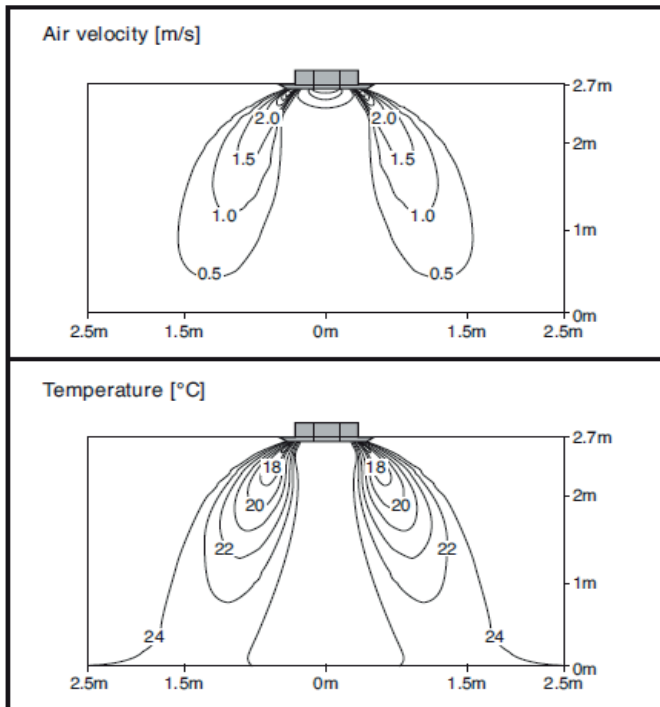 Air velocity [m/s]
2.7m
2.0 2.0
2m
1.5 1.5
1.0 1.0
1m
0.5 0.5
0m
2.5m 1.5m 0m 1.5m 2.5m
Temperature [°C]
2.7m
18 18
2m
20 20
22 22
1m
24 24
0m
2.5m 1.5m 0m 1.5m 2.5m